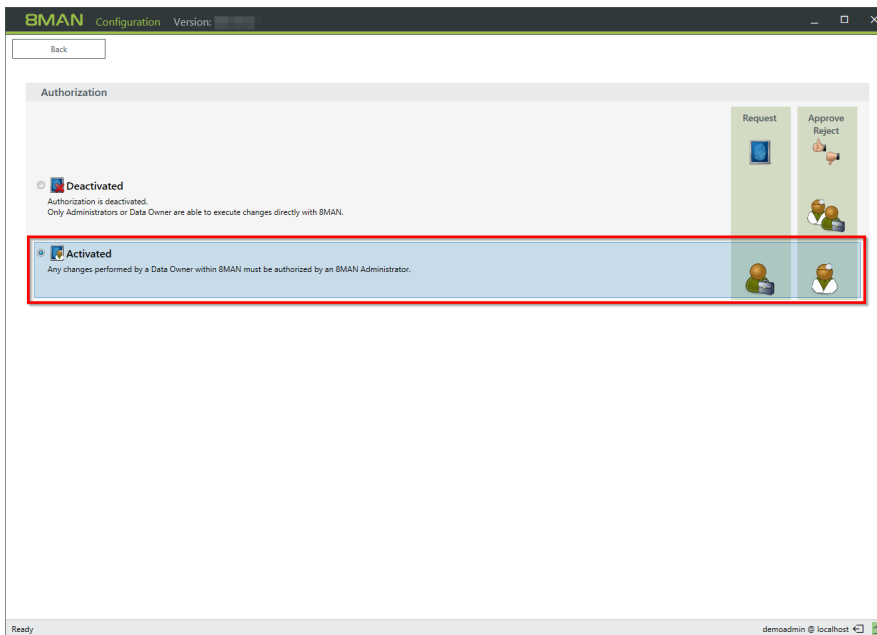 8MAN Configuration Version:
Back
Authorization
Request
Approve
Reject
Deactivated
Authorization is deactivated.
Only Administrators or Data Owner are able to execute changes directly with 8MAN.
Activated
Any changes performed by a Data Owner within 8MAN must be authorized by an 8MAN Administrator.
Ready
demoadmin @ localhost